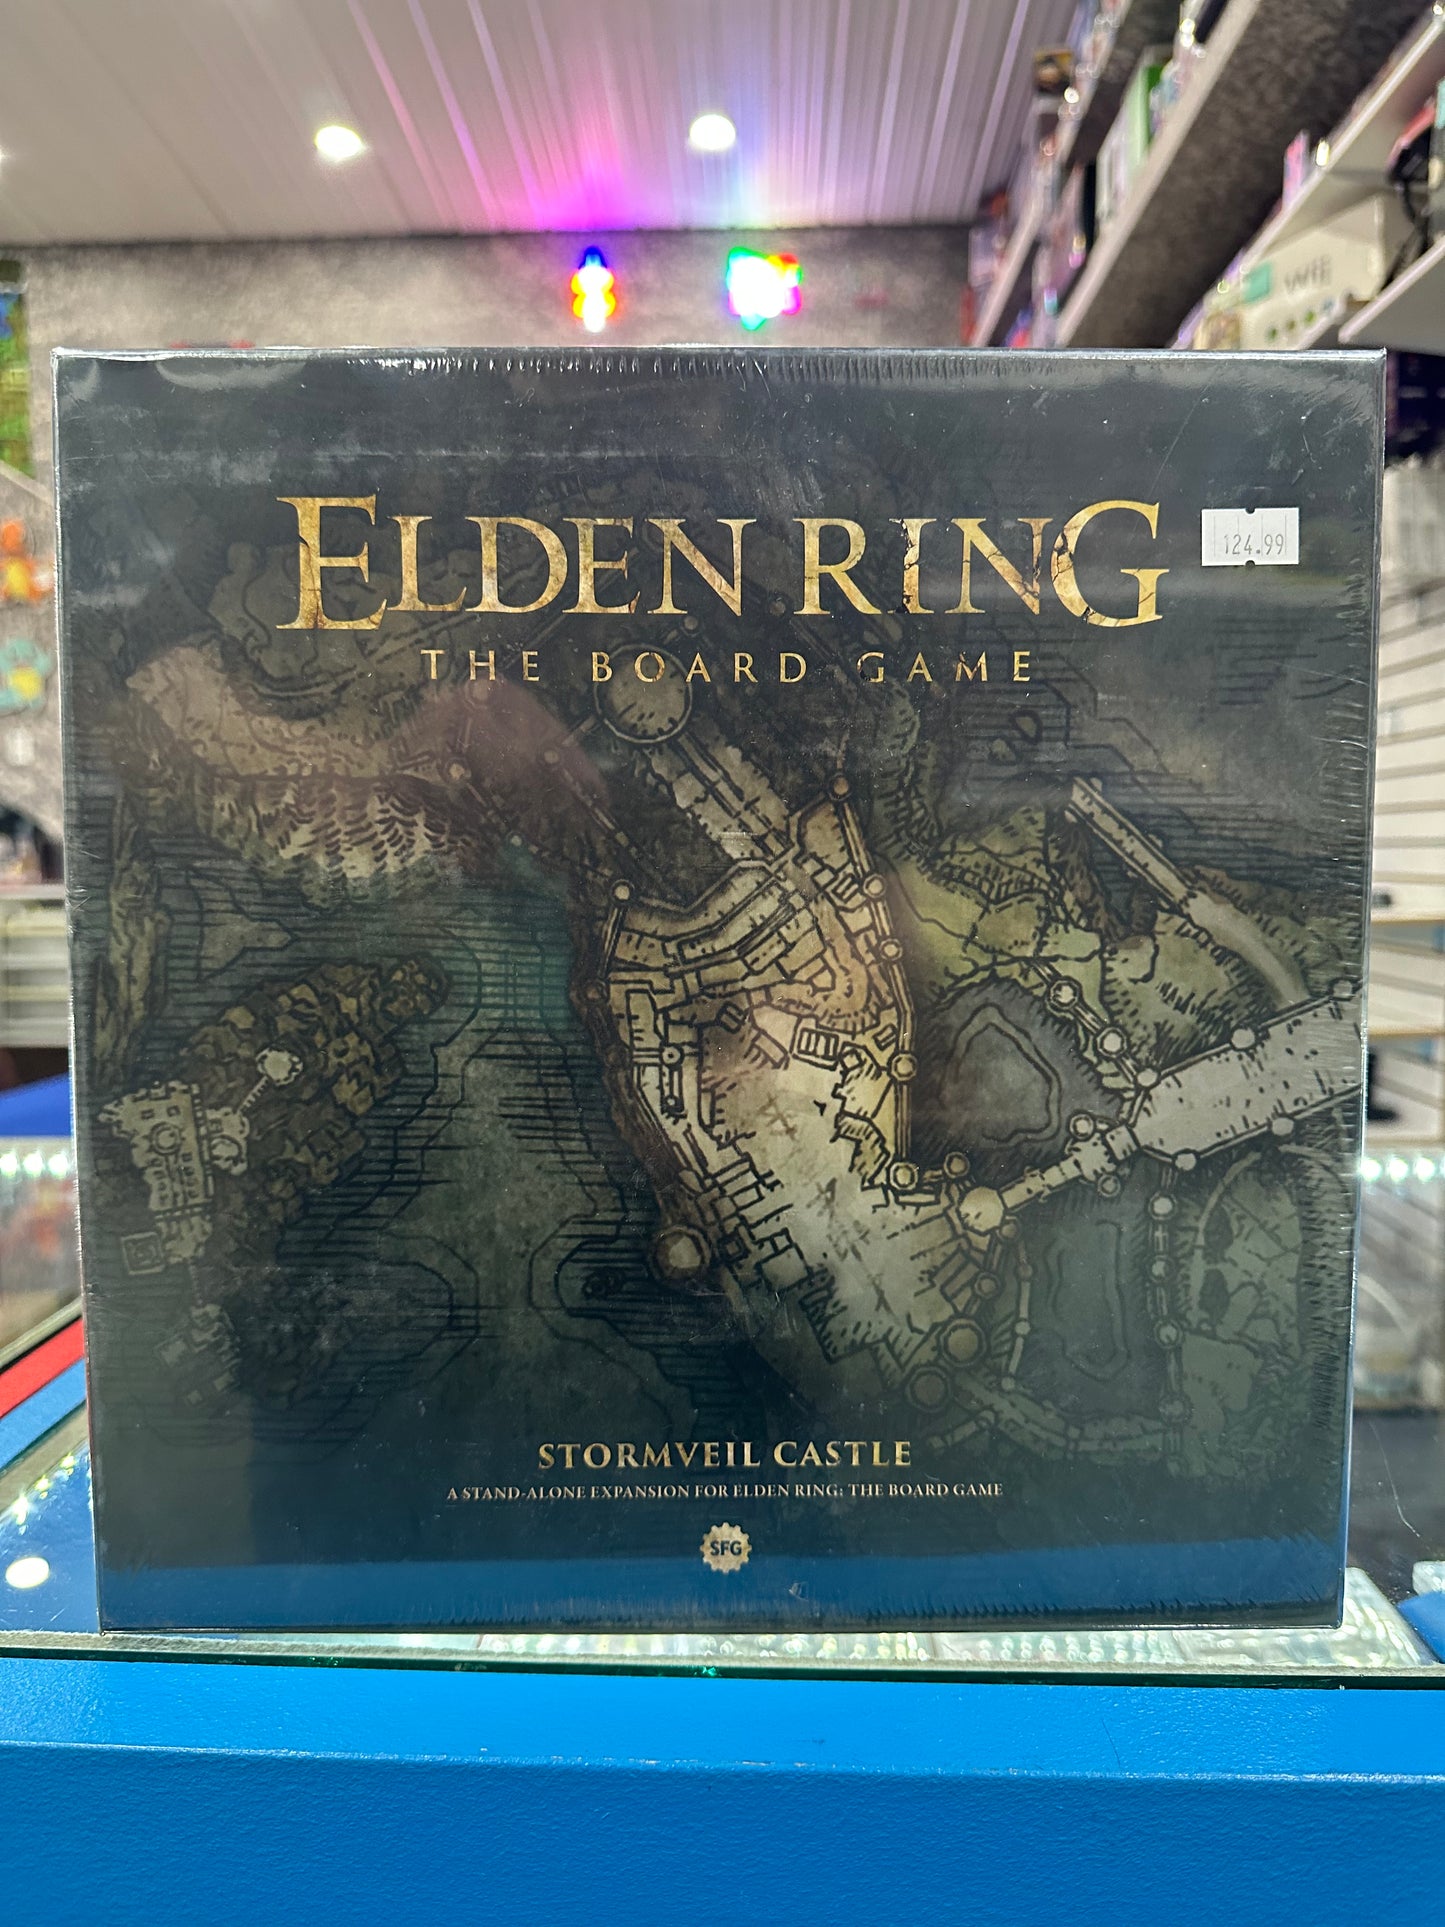 Wii
ELDEN RING
124.99
THE BOARD GAME
STORMVEIL CASTLE
A STAND-ALONE EXPANSION FOR ELDEN RING: THE BOARD GAME
SFG